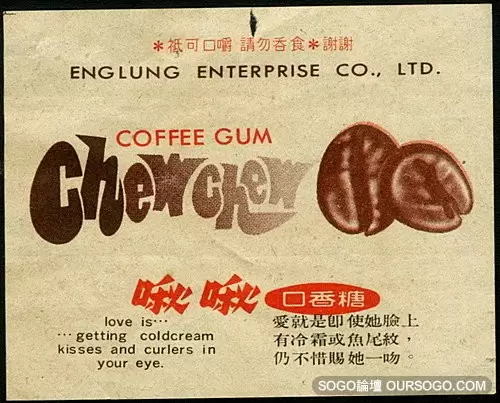 *祗可口嚼 請勿吞食*謝謝
ENGLUNG ENTERPRISE CO., LTD.
COFFEE GUM
Chew Chew
啾啾 口香糖
love is…
…getting coldcream
kisses and curlers in
your eye.
愛就是即使她臉上
有冷霜或魚尾紋，
仍不惜賜她一吻。
SOGO論壇 OURSOGO.COM